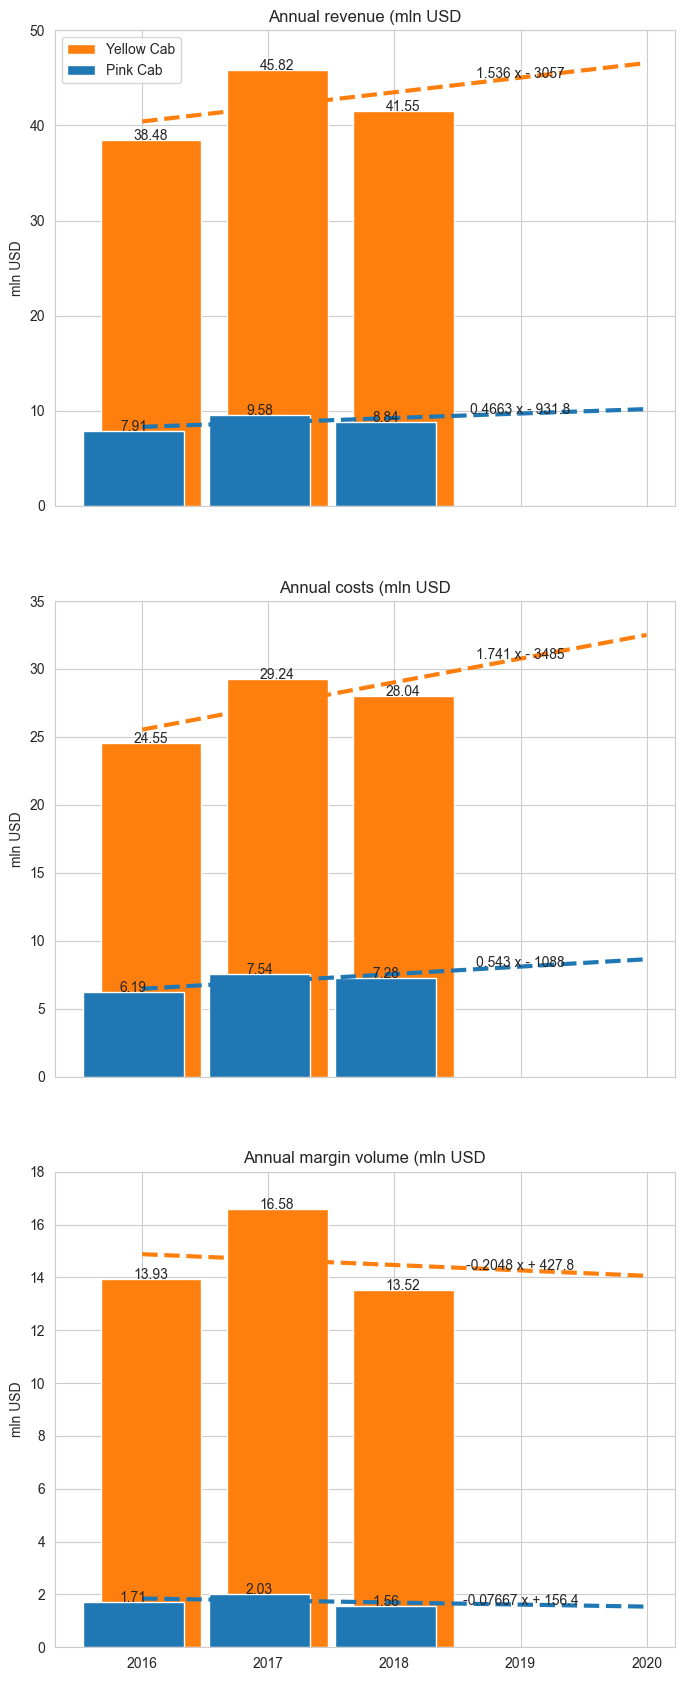 Annual revenue (mln USD
50
Yellow Cab
Pink Cab
45.82
1.536 x - 3057
41.55
40
38.48
30
mln USD
20
10
9.58
0.4663 x - 931.8
8.84
7.91
0
Annual costs (mln USD
35
1.741 x - 3485
30
29.24
28.04
25
24.55
20
mln USD
15
10
7.54
0.543 x - 1088
7.28
6.19
5
0
Annual margin volume (mln USD
18
16.58
16
-0.2048 x + 427.8
14
13.93
13.52
12
10
mln USD
8
6
4
2
2.03
1.71
1.56
-0.07667 x + 156.4
0
2016 2017 2018 2019 2020